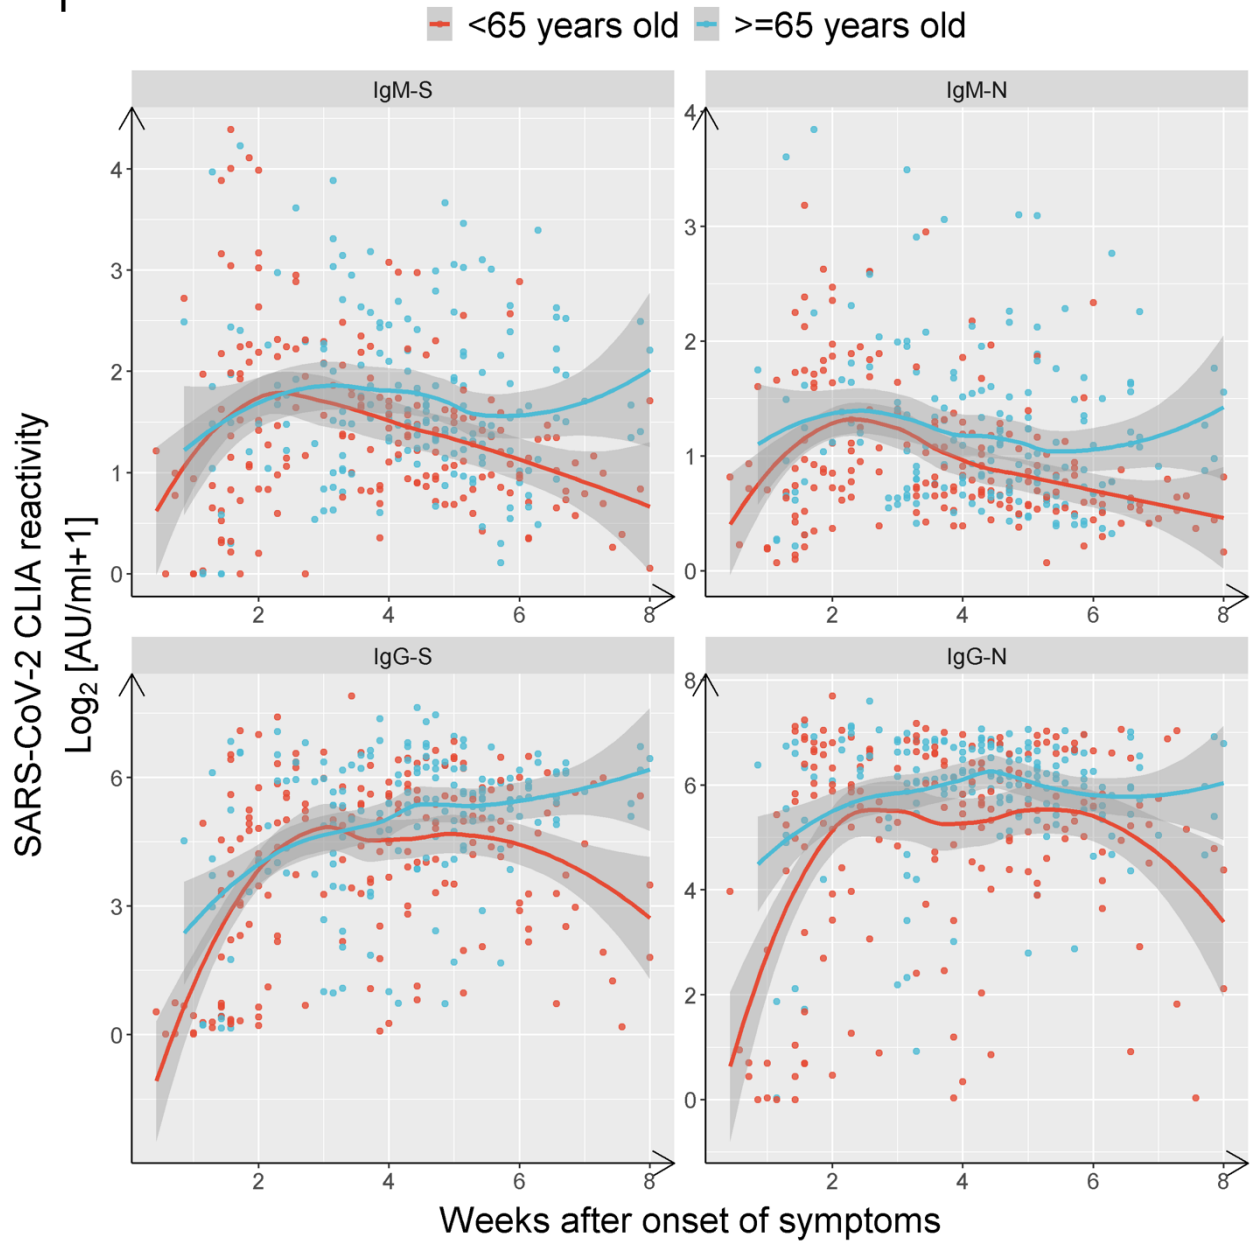 <65 years old >=65 years old
IgM-S IgM-N
4
3
2
1
0
2 4 6 8
4
3
2
1
0
2 4 6 8
IgG-S IgG-N
6
3
0
2 4 6 8
8
6
4
2
0
2 4 6 8
SARS-CoV-2 CLIA reactivity
Log2 [AU/ml+1]
Weeks after onset of symptoms